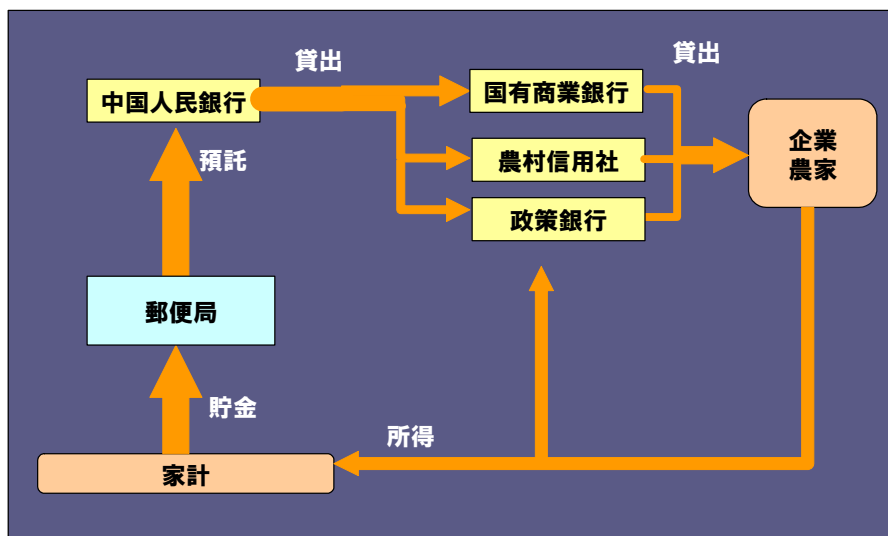 貸出
貸出
中国人民銀行
国有商業銀行
企業
農家
預託
農村信用社
政策銀行
郵便局
貯金
所得
家計